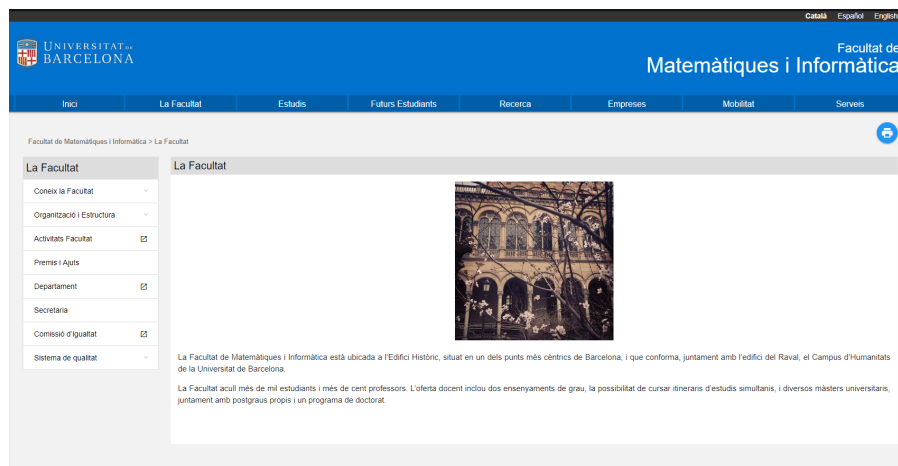 Català Español English
UNIVERSITAT DE
BARCELONA
Facultat de
Matemàtiques i Informàtica
Inici La Facultat Estudis Futurs Estudiants Recerca Empreses Mobilitat Serveis
Facultat de Matemàtiques i Informàtica > La Facultat
La Facultat
Coneix la Facultat
Organització i Estructura
Activitats Facultat
Premis i Ajuts
Departament
Secretaria
Comissió d'Igualtat
Sistema de qualitat
La Facultat
La Facultat de Matemàtiques i Informàtica està ubicada a l'Edifici Històric, situat en un dels punts més cèntrics de Barcelona, i que conforma, juntament amb l'edifici del Raval, el Campus d'Humanitats
de la Universitat de Barcelona.
La Facultat acull més de mil estudiants i més de cent professors. L'oferta docent inclou dos ensenyaments de grau, la possibilitat de cursar itineraris d'estudis simultanis, i diversos màsters universitaris,
juntament amb postgraus propis i un programa de doctorat.